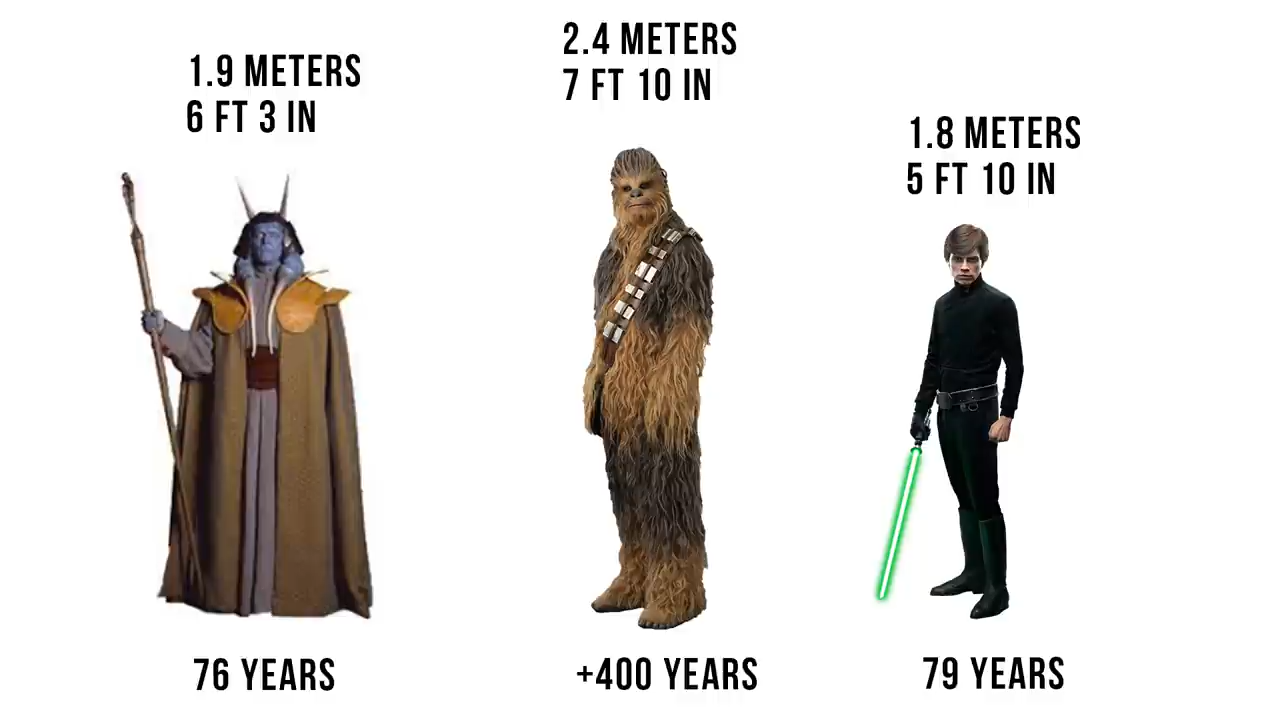 1.9 METERS
6 FT 3 IN
2.4 METERS
7 FT 10 IN
1.8 METERS
5 FT 10 IN
76 YEARS
+400 YEARS
79 YEARS